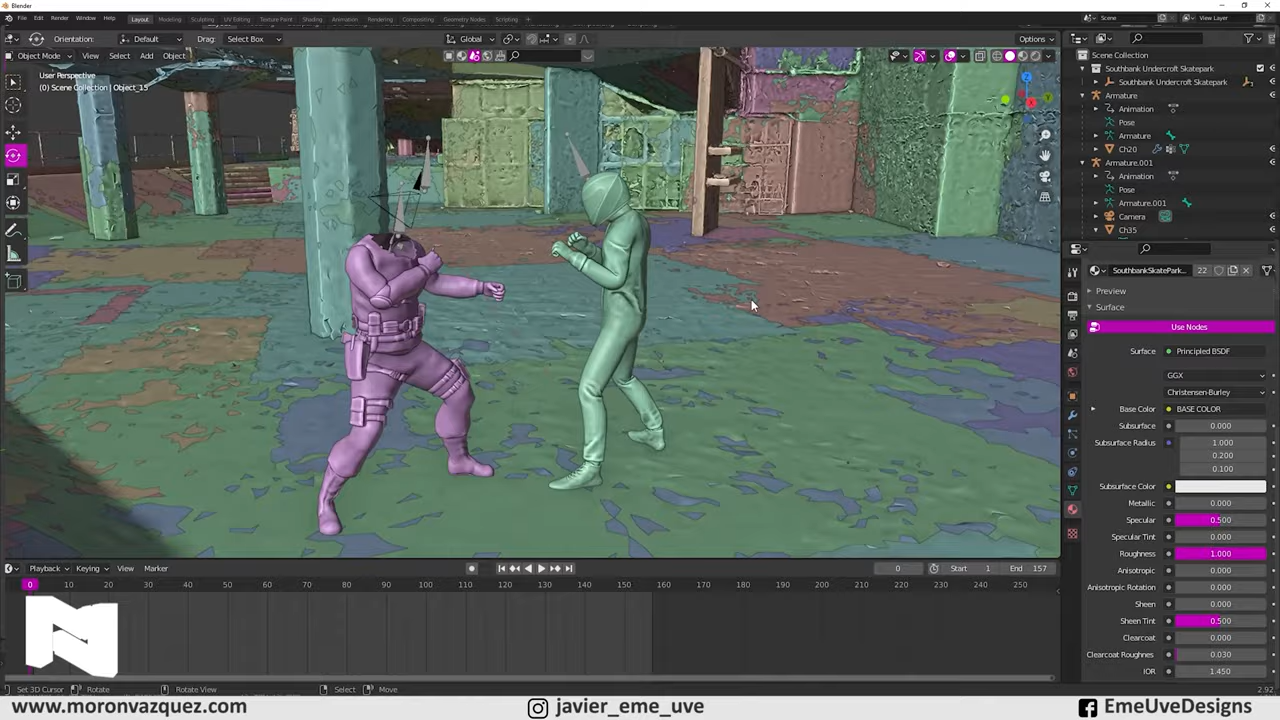 Blender
File Edit Render Window Help Layout Modeling Sculpting UV Editing Texture Paint Shading Animation Rendering Compositing Geometry Nodes Scripting + Scene View Layer
Orientation: Default Drag: Select Box Global Options
Object Mode View Select Add Object
User Perspective
(0) Scene Collection | Object_15
Scene Collection
Southbank Undercroft Skatepark
Southbank Undercroft Skatepark
Armature
Animation
Pose
Armature
Ch20
Armature.001
Animation
Pose
Armature.001
Camera
Ch35
SouthbankSkatePark... 22
Preview
Surface
Use Nodes
Surface Principled BSDF
GGX
Christensen-Burley
Base Color BASE COLOR
Subsurface 0.000
Subsurface Radius 1.000
0.200
0.100
Subsurface Color
Metallic 0.000
Specular 0.500
Specular Tint 0.000
Roughness 1.000
Anisotropic 0.000
Anisotropic Rotation 0.000
Sheen 0.000
Sheen Tint 0.500
Clearcoat 0.000
Clearcoat Roughnes 0.030
IOR 1.450
Playback Keying View Marker 0 Start 1 End 157
0 10 20 30 40 50 60 70 80 90 100 110 120 130 140 150 160 170 180 190 200 210 220 230 240 250
N
Set 3D Cursor Rotate Rotate View Select Move 2.92
www.moronvazquez.com javier_eme_uve EmeUveDesigns